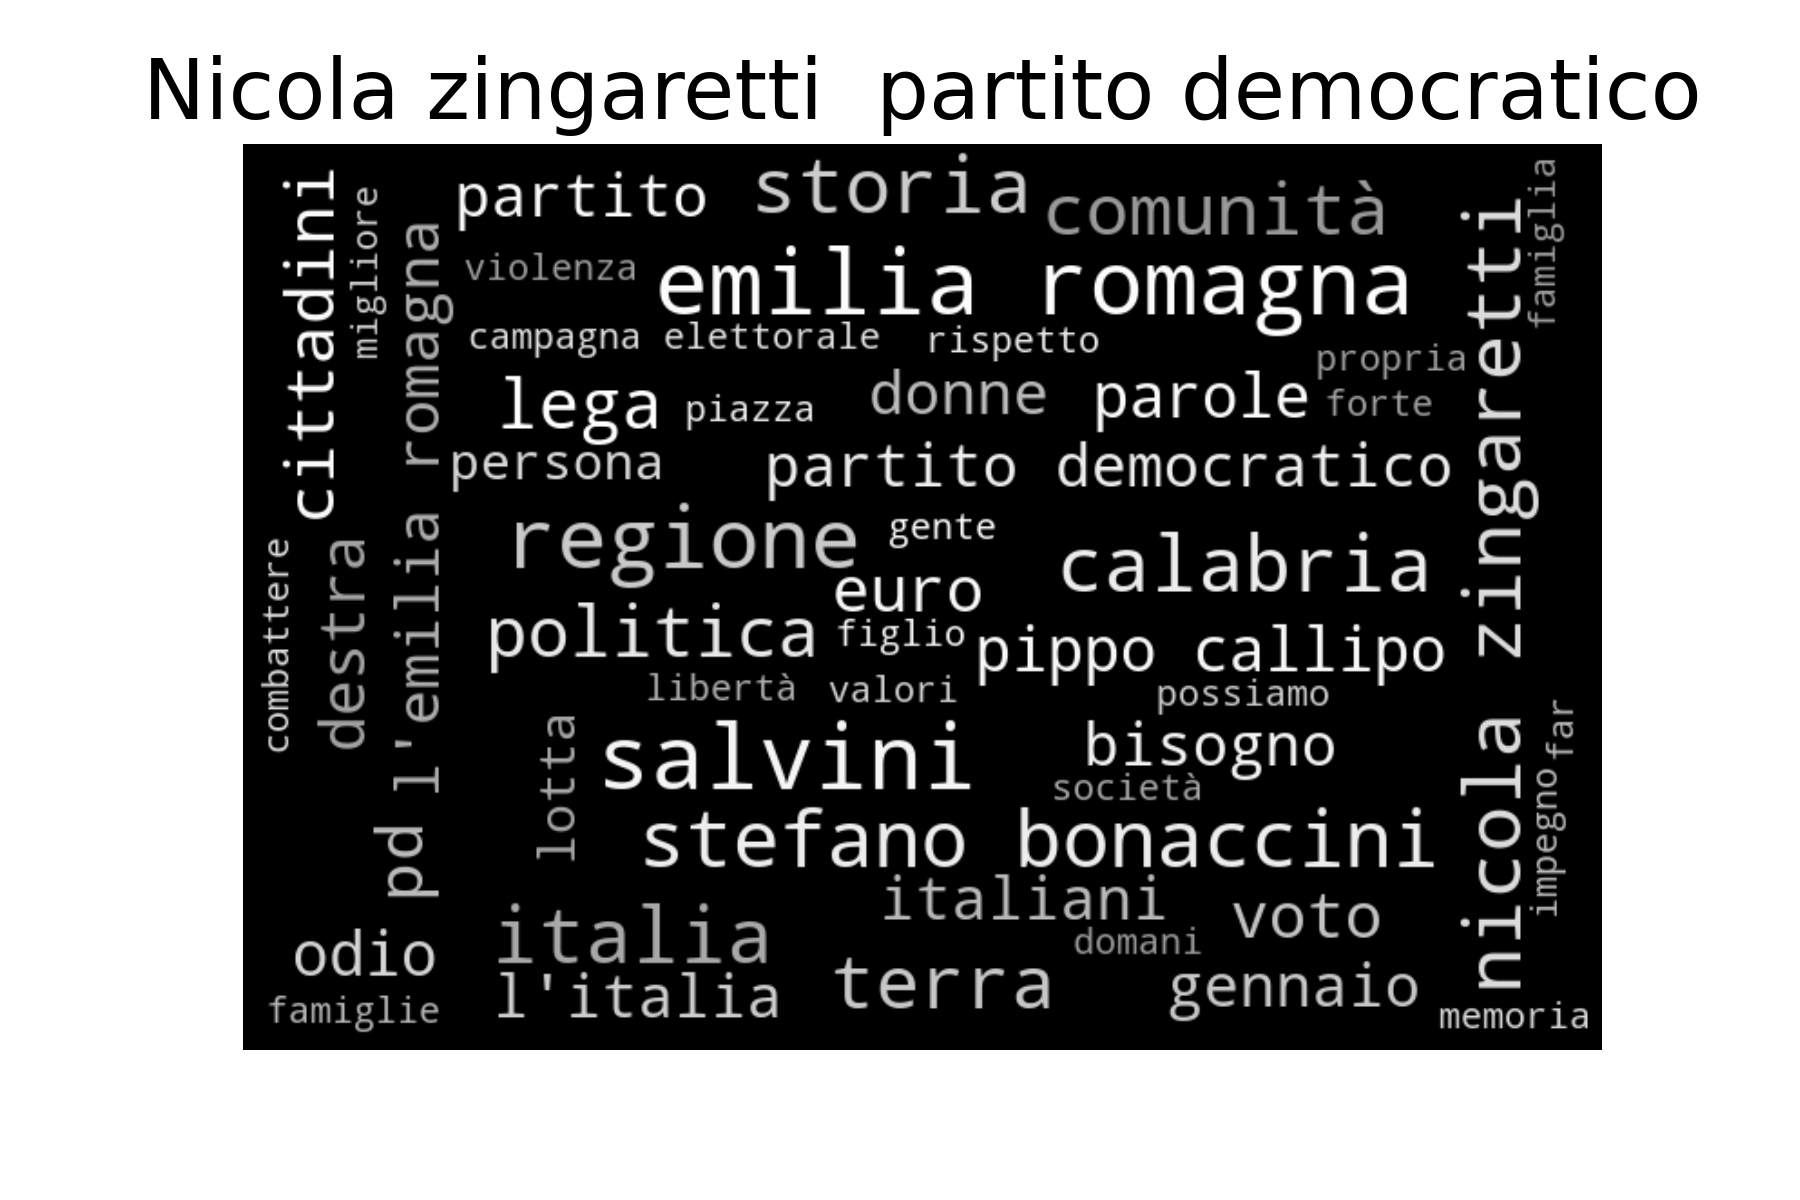 Nicola zingaretti partito democratico
cittadini
migliore
pd l'emilia romagna
partito
storia
comunità
nicola zingaretti
famiglia
violenza
emilia romagna
campagna elettorale
rispetto
propria
lega
piazza
donne
parole
forte
persona
partito democratico
regione
gente
calabria
combattere
destra
euro
politica
figlio
pippo callipo
libertà
valori
possiamo
lotta
salvini
bisogno
far
società
impegno
stefano bonaccini
italiani
voto
odio
italia
domani
l'italia
terra
gennaio
famiglie
memoria